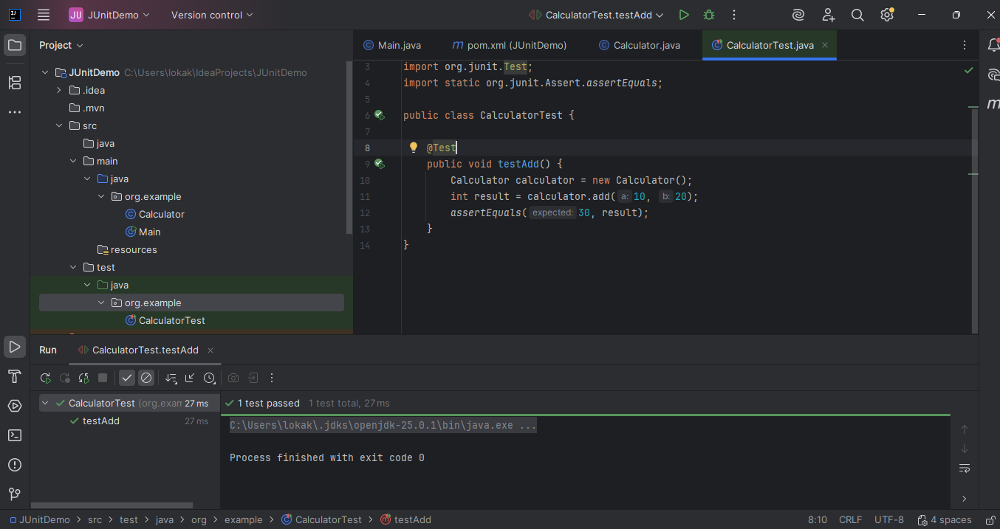 JU JUnitDemo Version control CalculatorTest.testAdd
Project
Main.java pom.xml (JUnitDemo) Calculator.java CalculatorTest.java
JUnitDemo C:\Users\lokak\IdeaProjects\JUnitDemo
.idea
.mvn
src
java
main
java
org.example
Calculator
Main
resources
test
java
org.example
CalculatorTest
3 import org.junit.Test;
4 import static org.junit.Assert.assertEquals;
5
6 public class CalculatorTest {
7
8 @Test
9 public void testAdd() {
10 Calculator calculator = new Calculator();
11 int result = calculator.add( a: 10, b: 20);
12 assertEquals( expected: 30, result);
13 }
14 }
Run CalculatorTest.testAdd
CalculatorTest (org.exam 27 ms
testAdd 27 ms
1 test passed 1 test total, 27 ms
C:\Users\lokak\.jdks\openjdk-25.0.1\bin\java.exe ...
Process finished with exit code 0
JUnitDemo > src > test > java > org > example > CalculatorTest > testAdd 8:10 CRLF UTF-8 4 spaces